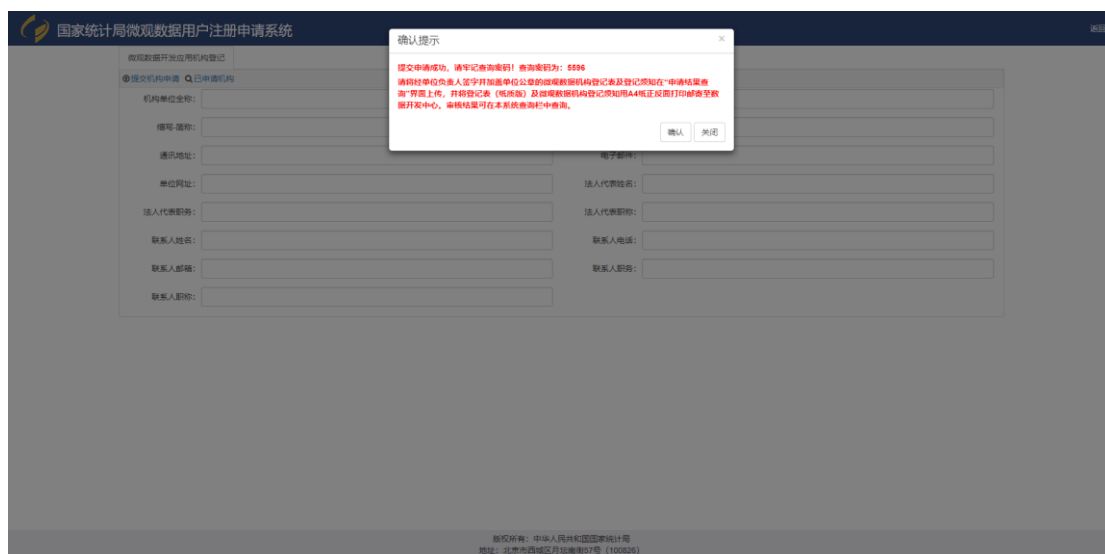 国家统计局微观数据用户注册申请系统
返回
微观数据开发应用机构登记
提交机构申请 已申请机构
确认提示
×
提交申请成功，请牢记查询密码！查询密码为：5596
请将经单位负责人签字并加盖单位公章的微观数据机构登记表及登记须知在“申请结果查
询”界面上传，并将登记表（纸质版）及微观数据机构登记须知用A4纸正反面打印邮寄至数
据开发中心。审核结果可在本系统查询栏中查询。
确认 关闭
机构单位全称：
缩写-简称：
通讯地址： 电子邮件：
单位网址： 法人代表姓名：
法人代表职务： 法人代表职称：
联系人姓名： 联系人电话：
联系人邮箱： 联系人职务：
联系人职称：
版权所有：中华人民共和国国家统计局
地址：北京市西城区月坛南街57号（100826）